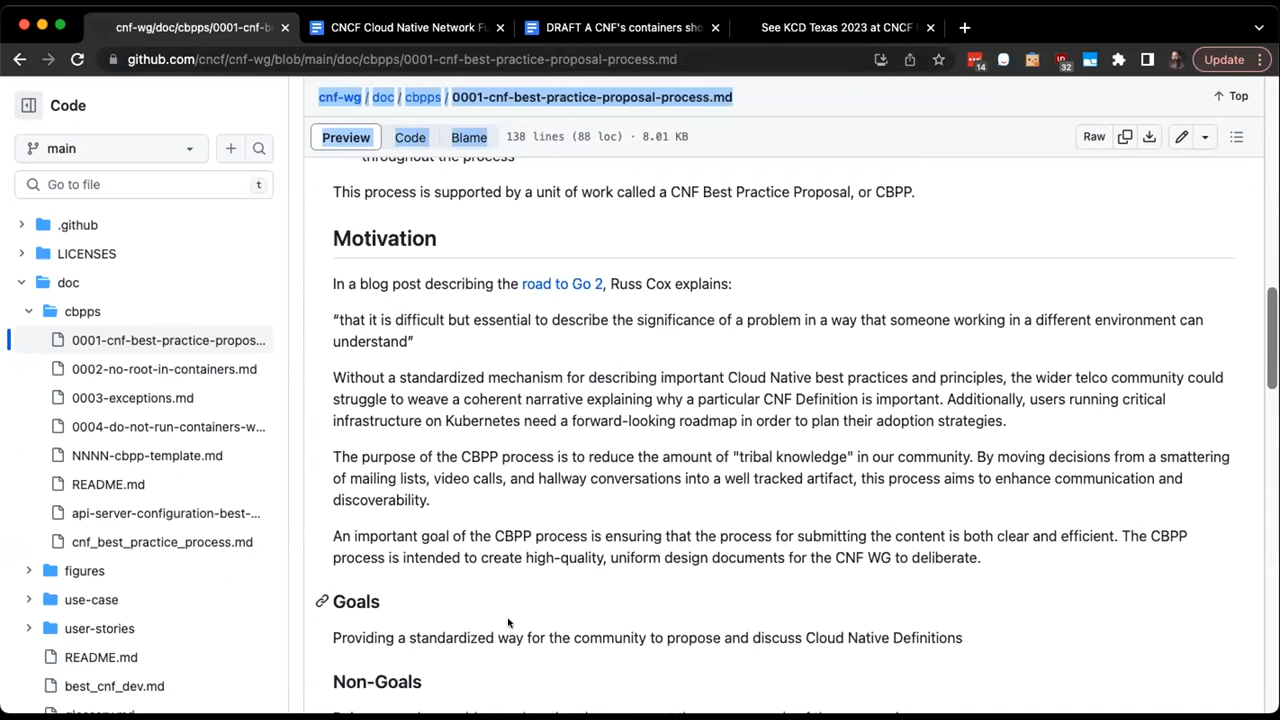 cnf-wg/doc/cbpps/0001-cnf-b
CNCF Cloud Native Network F
DRAFT A CNF's containers sho
See KCD Texas 2023 at CNCF
github.com/cncf/cnf-wg/blob/main/doc/cbpps/0001-cnf-best-practice-proposal-process.md
14
32
Update
Code
main
Go to file
t
.github
LICENSES
doc
cbpps
0001-cnf-best-practice-propos...
0002-no-root-in-containers.md
0003-exceptions.md
0004-do-not-run-containers-w...
NNNN-cbpp-template.md
README.md
api-server-configuration-best-...
cnf_best_practice_process.md
figures
use-case
user-stories
README.md
best_cnf_dev.md
cnf-wg / doc / cbpps / 0001-cnf-best-practice-proposal-process.md
Top
Preview
Code
Blame
138 lines (88 loc) · 8.01 KB
Raw
throughout the process
This process is supported by a unit of work called a CNF Best Practice Proposal, or CBPP.
Motivation
In a blog post describing the road to Go 2, Russ Cox explains:
“that it is difficult but essential to describe the significance of a problem in a way that someone working in a different environment can
understand”
Without a standardized mechanism for describing important Cloud Native best practices and principles, the wider telco community could
struggle to weave a coherent narrative explaining why a particular CNF Definition is important. Additionally, users running critical
infrastructure on Kubernetes need a forward-looking roadmap in order to plan their adoption strategies.
The purpose of the CBPP process is to reduce the amount of "tribal knowledge" in our community. By moving decisions from a smattering
of mailing lists, video calls, and hallway conversations into a well tracked artifact, this process aims to enhance communication and
discoverability.
An important goal of the CBPP process is ensuring that the process for submitting the content is both clear and efficient. The CBPP
process is intended to create high-quality, uniform design documents for the CNF WG to deliberate.
Goals
Providing a standardized way for the community to propose and discuss Cloud Native Definitions
Non-Goals